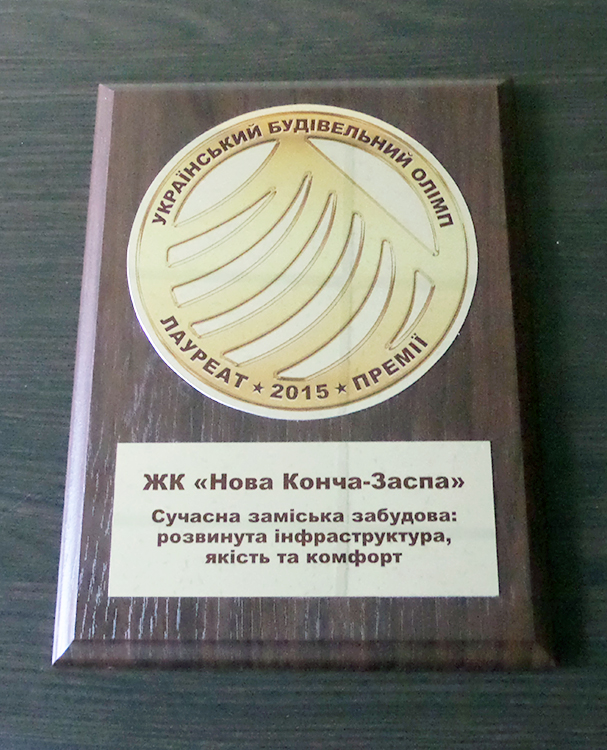 УКРАЇНСЬКИЙ БУДІВЕЛЬНИЙ ОЛІМП
ЛАУРЕАТ ★ 2015 ★ ПРЕМІЇ
ЖК «Нова Конча-Заспа»
Сучасна заміська забудова:
розвинута інфраструктура,
якість та комфорт